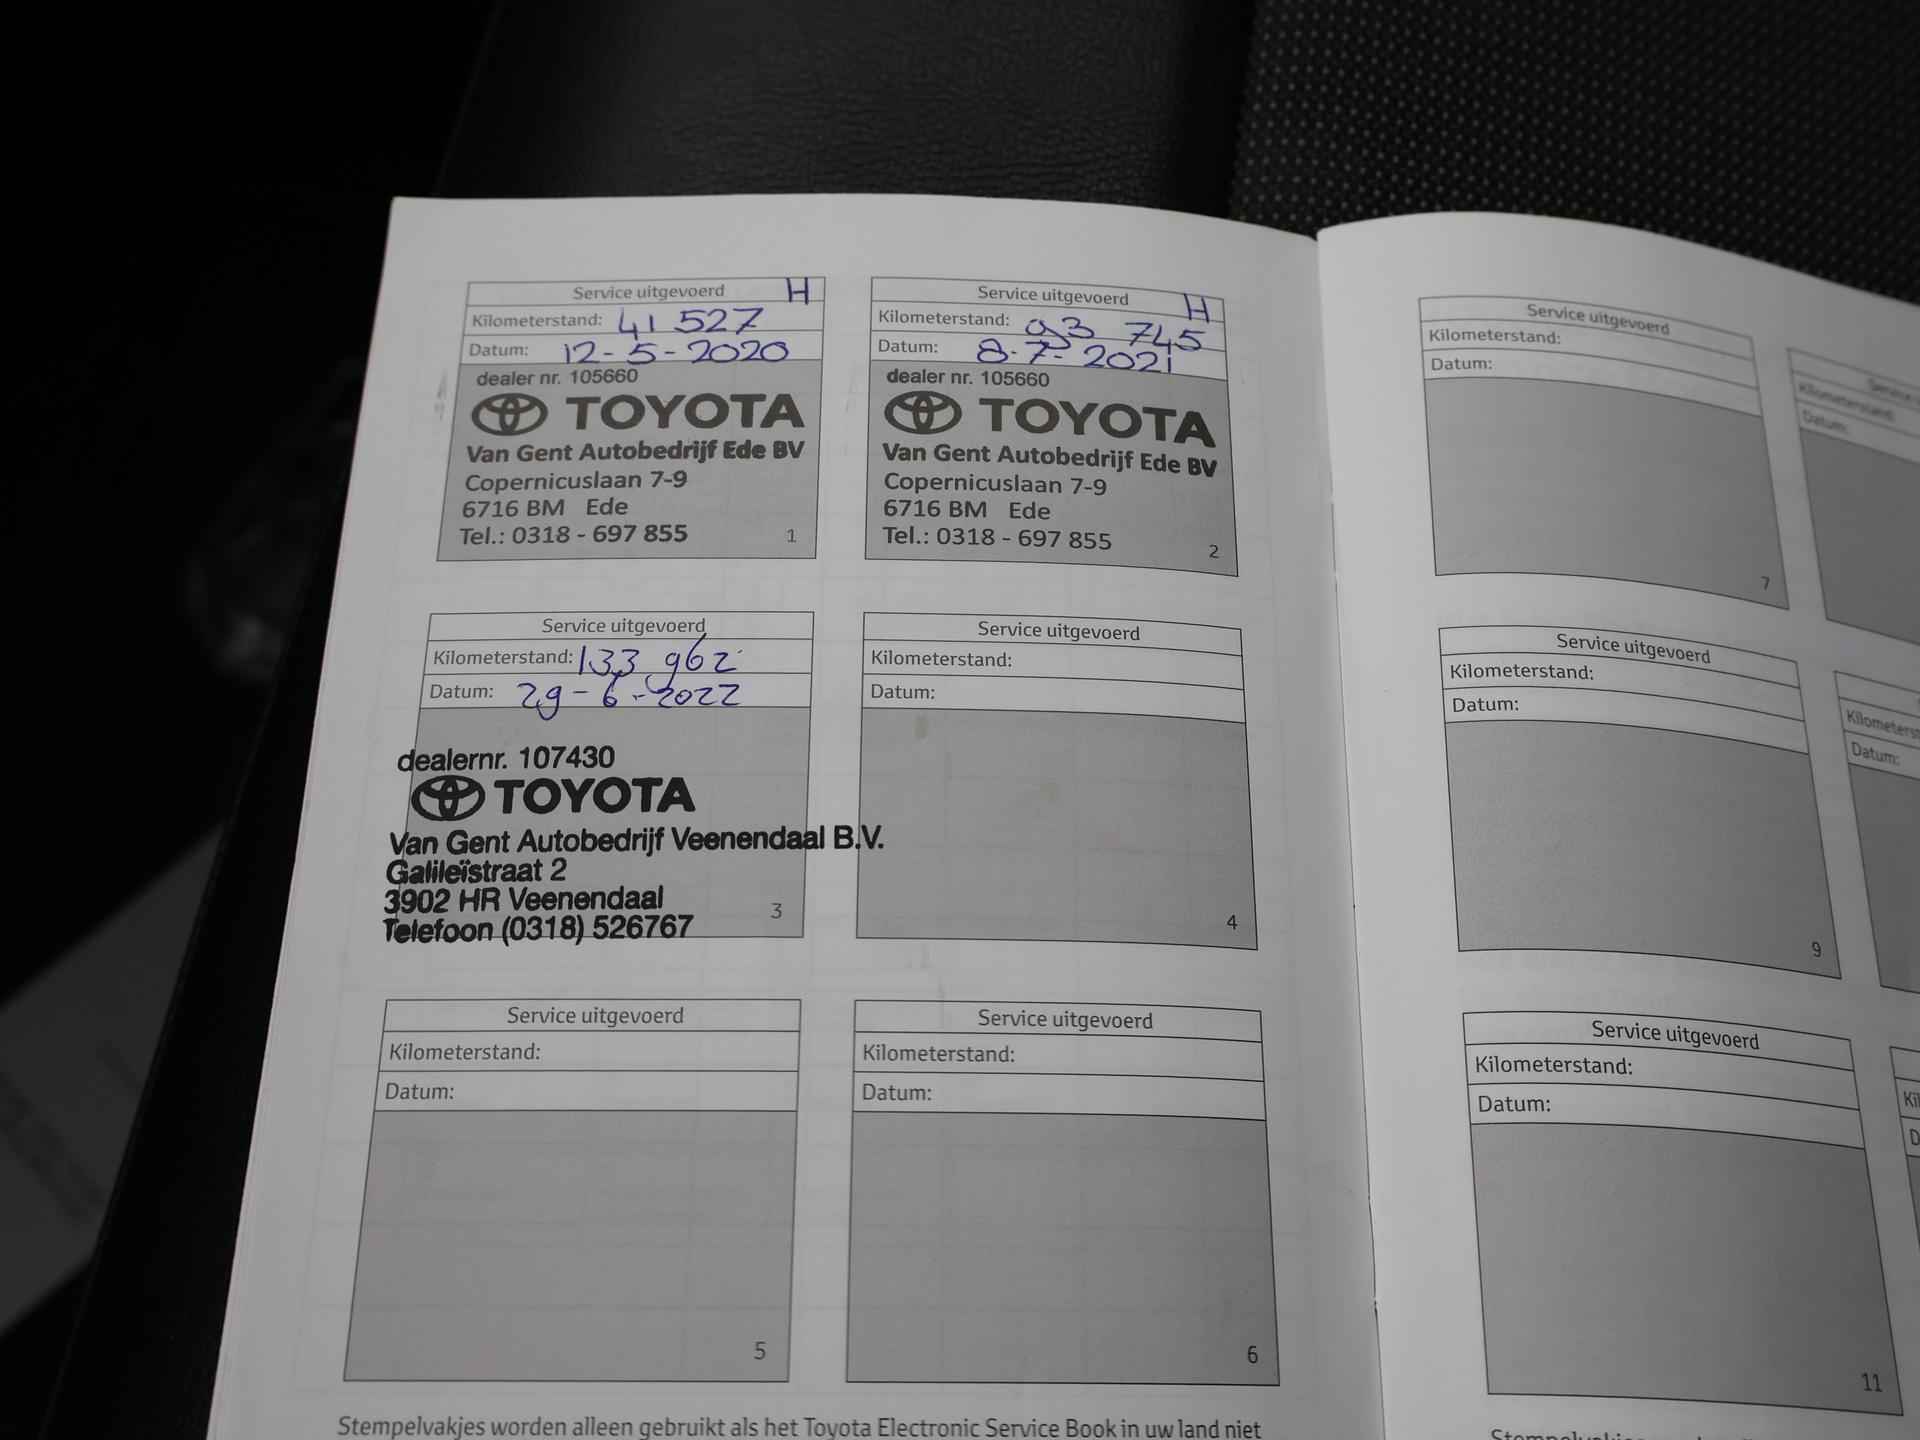 Service uitgevoerd H
Kilometerstand: 41 527
Datum: 12-5-2020
dealer nr. 105660
TOYOTA
Van Gent Autobedrijf Ede BV
Copernicuslaan 7-9
6716 BM Ede
Tel.: 0318 - 697 855
1
Service uitgevoerd H
Kilometerstand: 93 745
Datum: 8-7-2021
dealer nr. 105660
TOYOTA
Van Gent Autobedrijf Ede BV
Copernicuslaan 7-9
6716 BM Ede
Tel.: 0318 - 697 855
2
Service uitgevoerd
Kilometerstand: 133 962
Datum: 29-6-2022
dealernr. 107430
TOYOTA
Van Gent Autobedrijf Veenendaal B.V.
Galileïstraat 2
3902 HR Veenendaal
Telefoon (0318) 526767
3
Service uitgevoerd
Kilometerstand:
Datum:
4
Service uitgevoerd
Kilometerstand:
Datum:
5
Service uitgevoerd
Kilometerstand:
Datum:
6
Stempelvakjes worden alleen gebruikt als het Toyota Electronic Service Book in uw land niet
Service uitgevoerd
Kilometerstand:
Datum:
7
Kilometerstand:
Datum:
Service uitgevoerd
Kilometerstand:
Datum:
9
Datum:
Service uitgevoerd
Kilometerstand:
Datum:
11